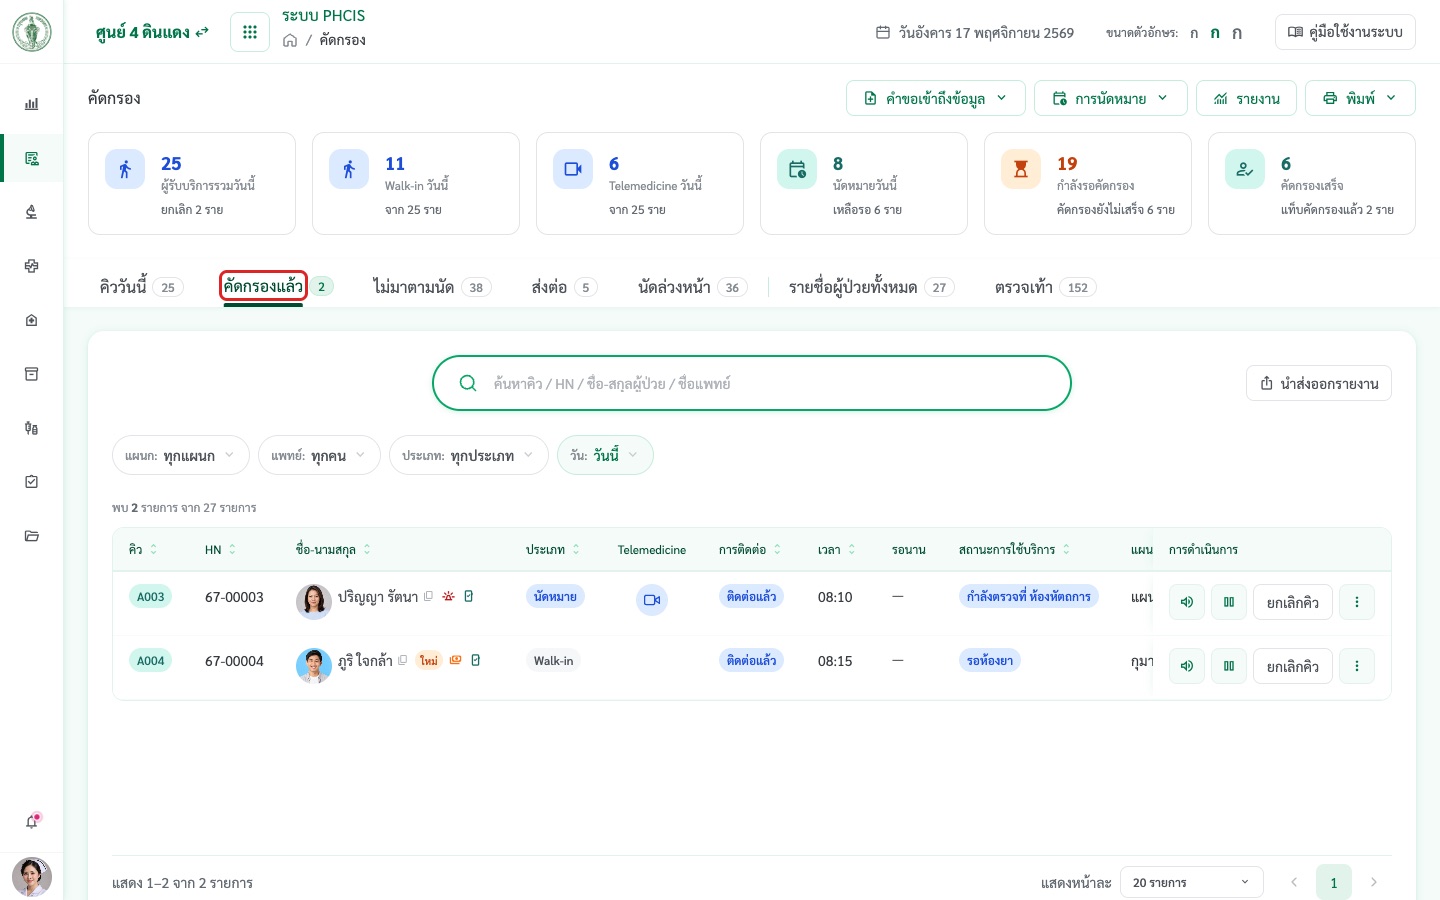 ศูนย์ 4 ดินแดง
ระบบ PHCIS
/ คัดกรอง
วันอังคาร 17 พฤศจิกายน 2569
ขนาดตัวอักษร: ก ก ก
คู่มือใช้งานระบบ
คัดกรอง
คำขอเข้าถึงข้อมูล
การนัดหมาย
รายงาน
พิมพ์
25
ผู้รับบริการรวมวันนี้
ยกเลิก 2 ราย
11
Walk-in วันนี้
จาก 25 ราย
6
Telemedicine วันนี้
จาก 25 ราย
8
นัดหมายวันนี้
เหลือรอ 6 ราย
19
กำลังรอคัดกรอง
คัดกรองยังไม่เสร็จ 6 ราย
6
คัดกรองเสร็จ
แท็บคัดกรองแล้ว 2 ราย
คิววันนี้ 25
คัดกรองแล้ว 2
ไม่มาตามนัด 38
ส่งต่อ 5
นัดล่วงหน้า 36
รายชื่อผู้ป่วยทั้งหมด 27
ตรวจเท้า 152
ค้นหาคิว / HN / ชื่อ-สกุลผู้ป่วย / ชื่อแพทย์
นำส่งออกรายงาน
แผนก: ทุกแผนก
แพทย์: ทุกคน
ประเภท: ทุกประเภท
วัน: วันนี้
พบ 2 รายการ จาก 27 รายการ
คิว HN ชื่อ-นามสกุล ประเภท Telemedicine การติดต่อ เวลา รอนาน สถานะการใช้บริการ แผน การดำเนินการ
A003 67-00003 ปริญญา รัตนา นัดหมาย ติดต่อแล้ว 08:10 — กำลังตรวจที่ ห้องหัตถการ แผน ยกเลิกคิว
A004 67-00004 ภูริ ใจกล้า ใหม่ Walk-in ติดต่อแล้ว 08:15 — รอห้องยา กุมา ยกเลิกคิว
แสดง 1–2 จาก 2 รายการ
แสดงหน้าละ 20 รายการ
1